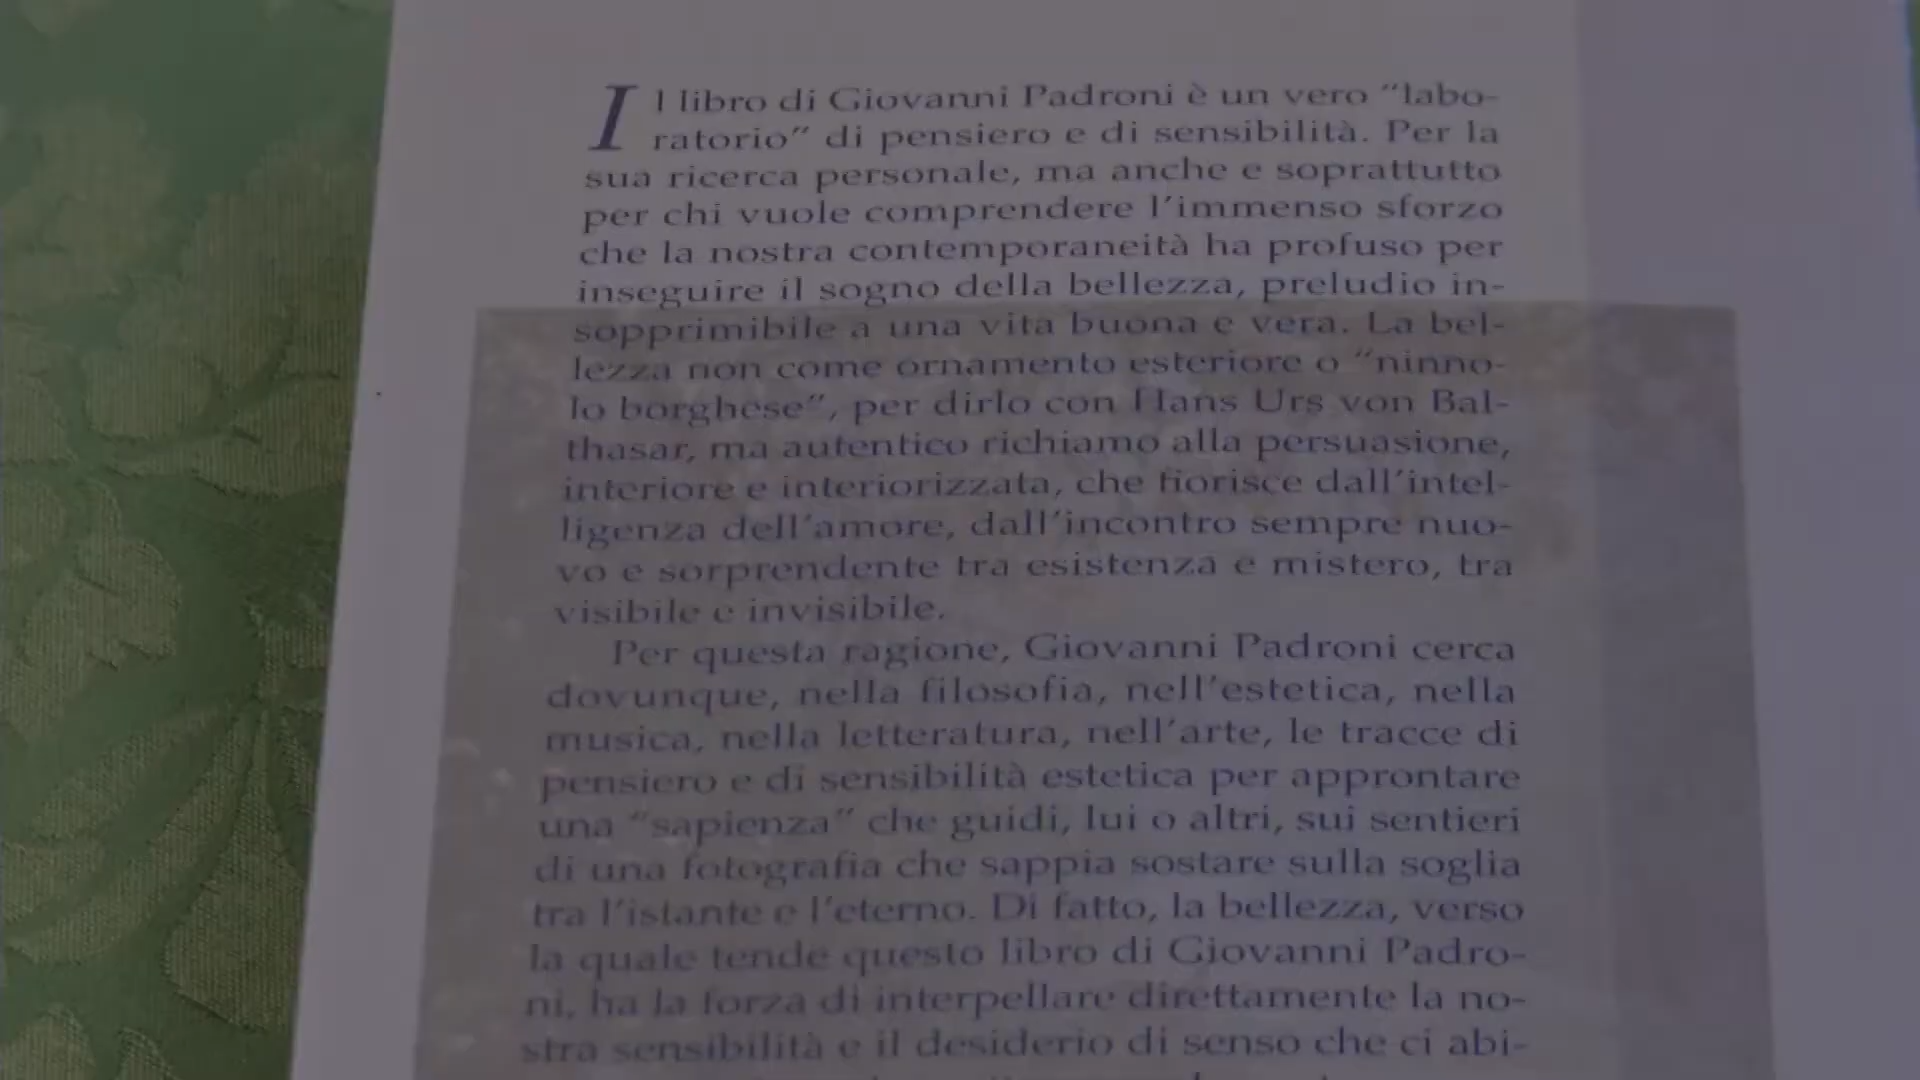 Il libro di Giovanni Padroni è un vero “labo-
ratorio” di pensiero e di sensibilità. Per la
sua ricerca personale, ma anche e soprattutto
per chi vuole comprendere l’immenso sforzo
che la nostra contemporaneità ha profuso per
inseguire il sogno della bellezza, preludio in-
sopprimibile a una vita buona e vera. La bel-
lezza non come ornamento esteriore o “ninno-
lo borghese”, per dirlo con Hans Urs von Bal-
thasar, ma autentico richiamo alla persuasione,
interiore e interiorizzata, che fiorisce dall’intel-
ligenza dell’amore, dall’incontro sempre nuo-
vo e sorprendente tra esistenza e mistero, tra
visibile e invisibile.
Per questa ragione, Giovanni Padroni cerca
dovunque, nella filosofia, nell’estetica, nella
musica, nella letteratura, nell’arte, le tracce di
pensiero e di sensibilità estetica per approntare
una “sapienza” che guidi, lui o altri, sui sentieri
di una fotografia che sappia sostare sulla soglia
tra l’istante e l’eterno. Di fatto, la bellezza, verso
la quale tende questo libro di Giovanni Padro-
ni, ha la forza di interpellare direttamente la no-
stra sensibilità e il desiderio di senso che ci abi-